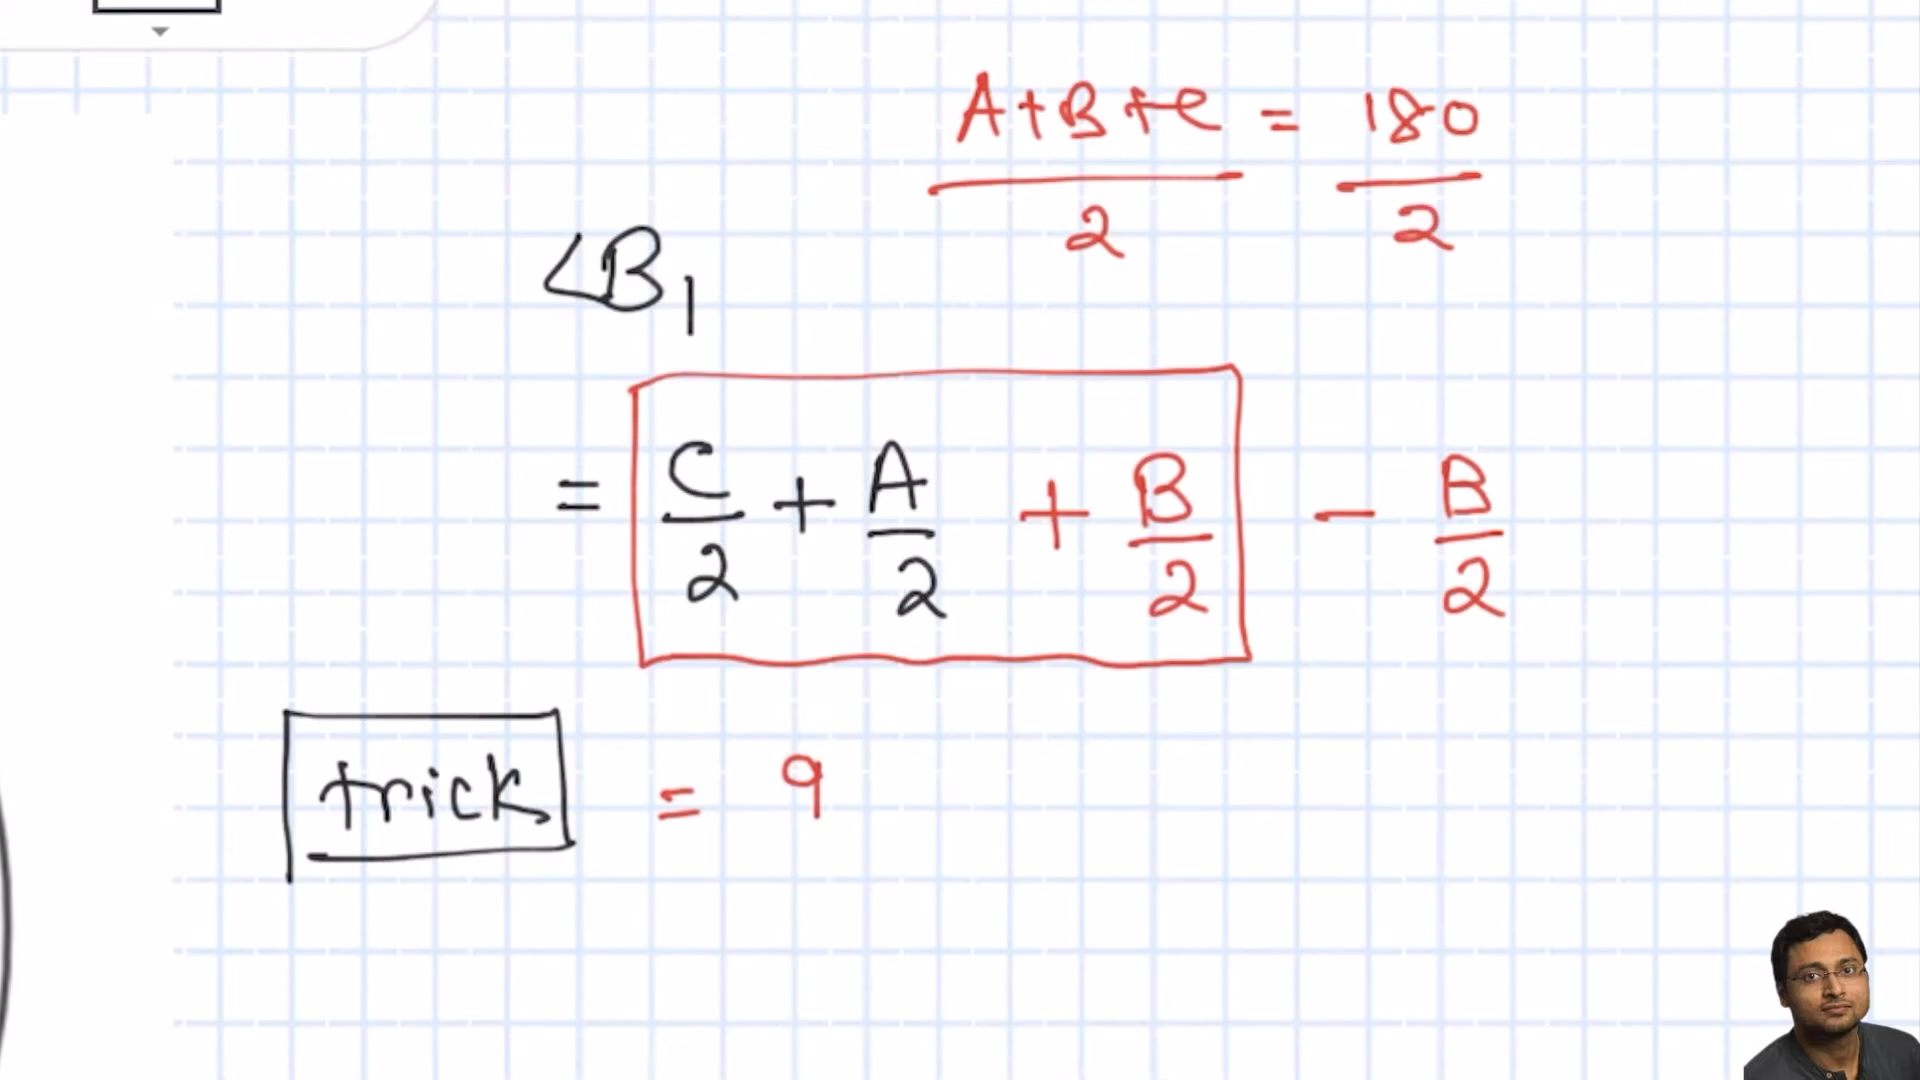 A+B+C = 180
2 2
∠B₁
= C/2 + A/2 + B/2 - B/2
trick = 9